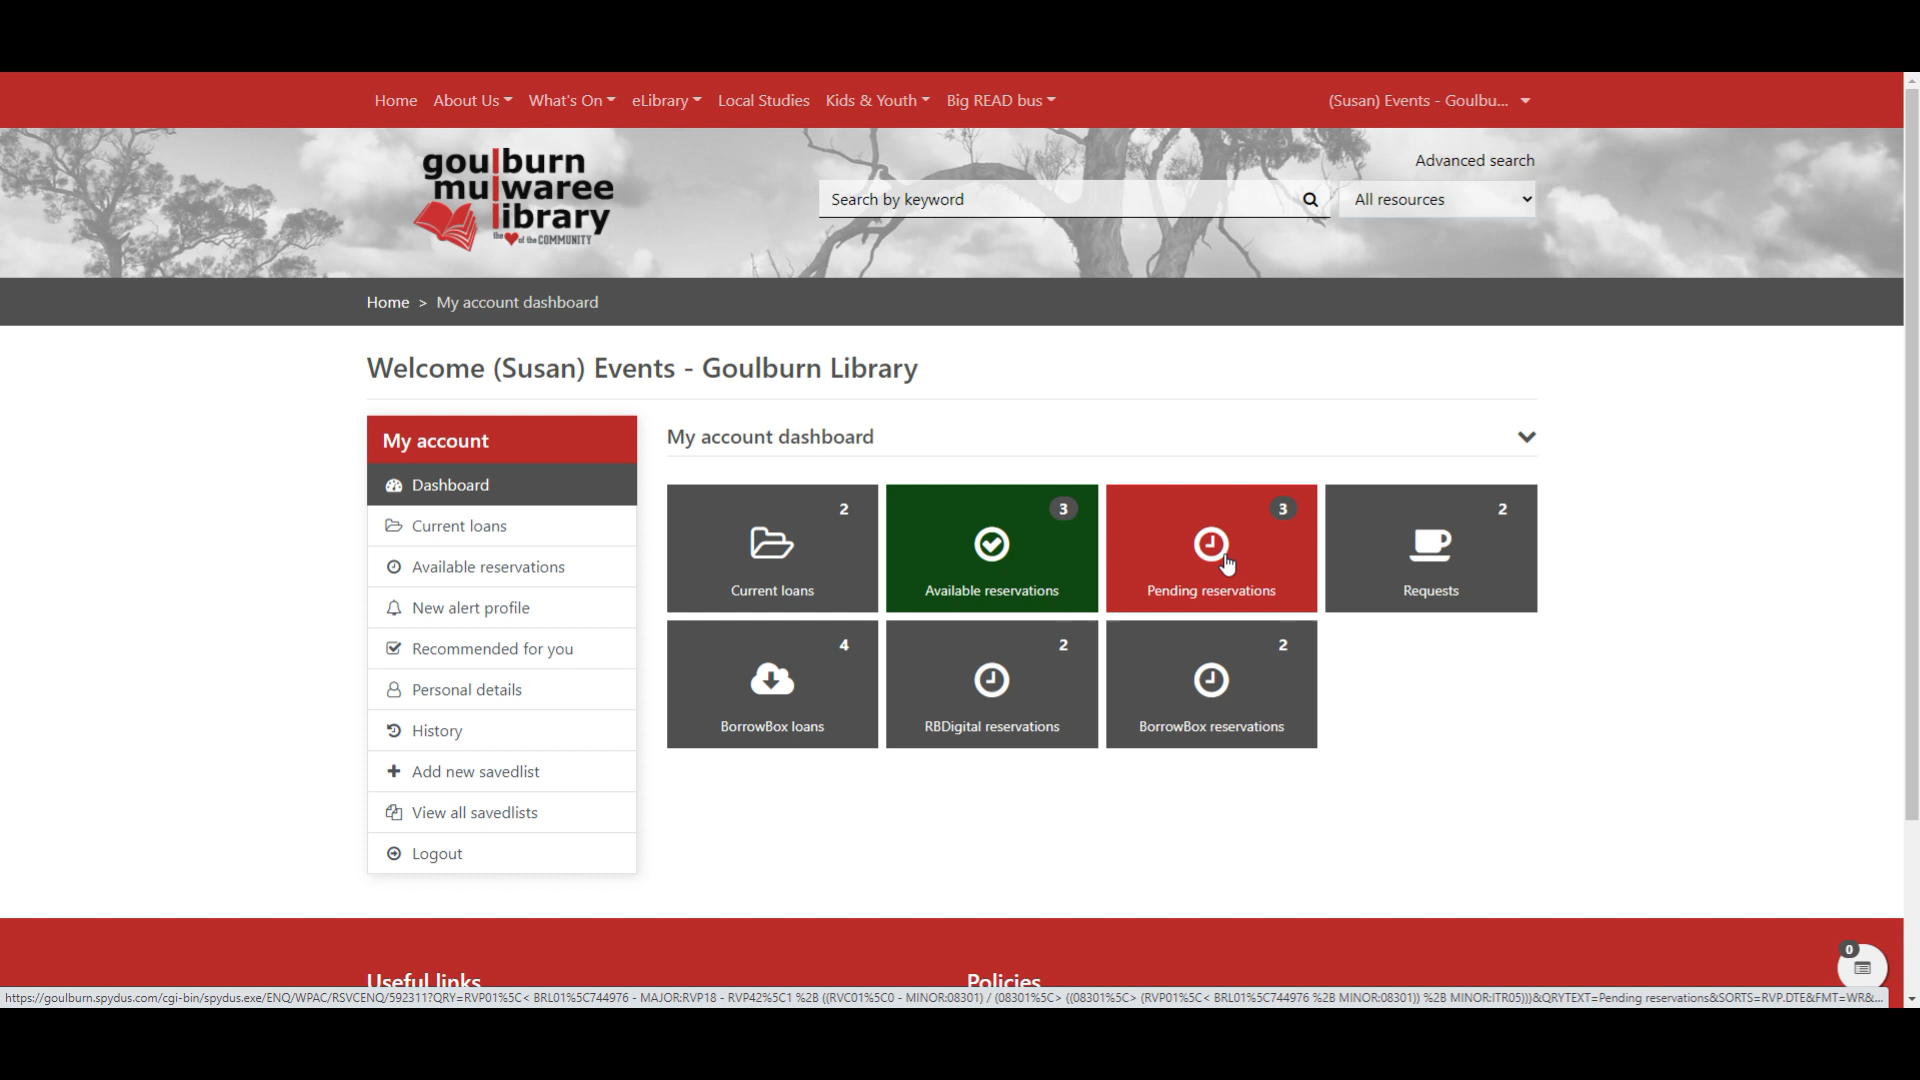 Home About Us What's On eLibrary Local Studies Kids & Youth Big READ bus (Susan) Events - Goulbu...
goulburn
mulwaree
library
the of the COMMUNITY
Advanced search
Search by keyword All resources
Home > My account dashboard
Welcome (Susan) Events - Goulburn Library
My account
Dashboard
Current loans
Available reservations
New alert profile
Recommended for you
Personal details
History
Add new savedlist
View all savedlists
Logout
My account dashboard
2
Current loans
3
Available reservations
3
Pending reservations
2
Requests
4
BorrowBox loans
2
RBDigital reservations
2
BorrowBox reservations
Useful links Policies
0
https://goulburn.spydus.com/cgi-bin/spydus.exe/ENQ/WPAC/RSVCENQ/592311?QRY=RVP01%5C< BRL01%5C744976 - MAJOR:RVP18 - RVP42%5C1 %2B ((RVC01%5C0 - MINOR:08301) / (08301%5C> ((08301%5C> (RVP01%5C< BRL01%5C744976 %2B MINOR:08301)) %2B MINOR:ITR05)))&QRYTEXT=Pending reservations&SORTS=RVP.DTE&FMT=WR&...